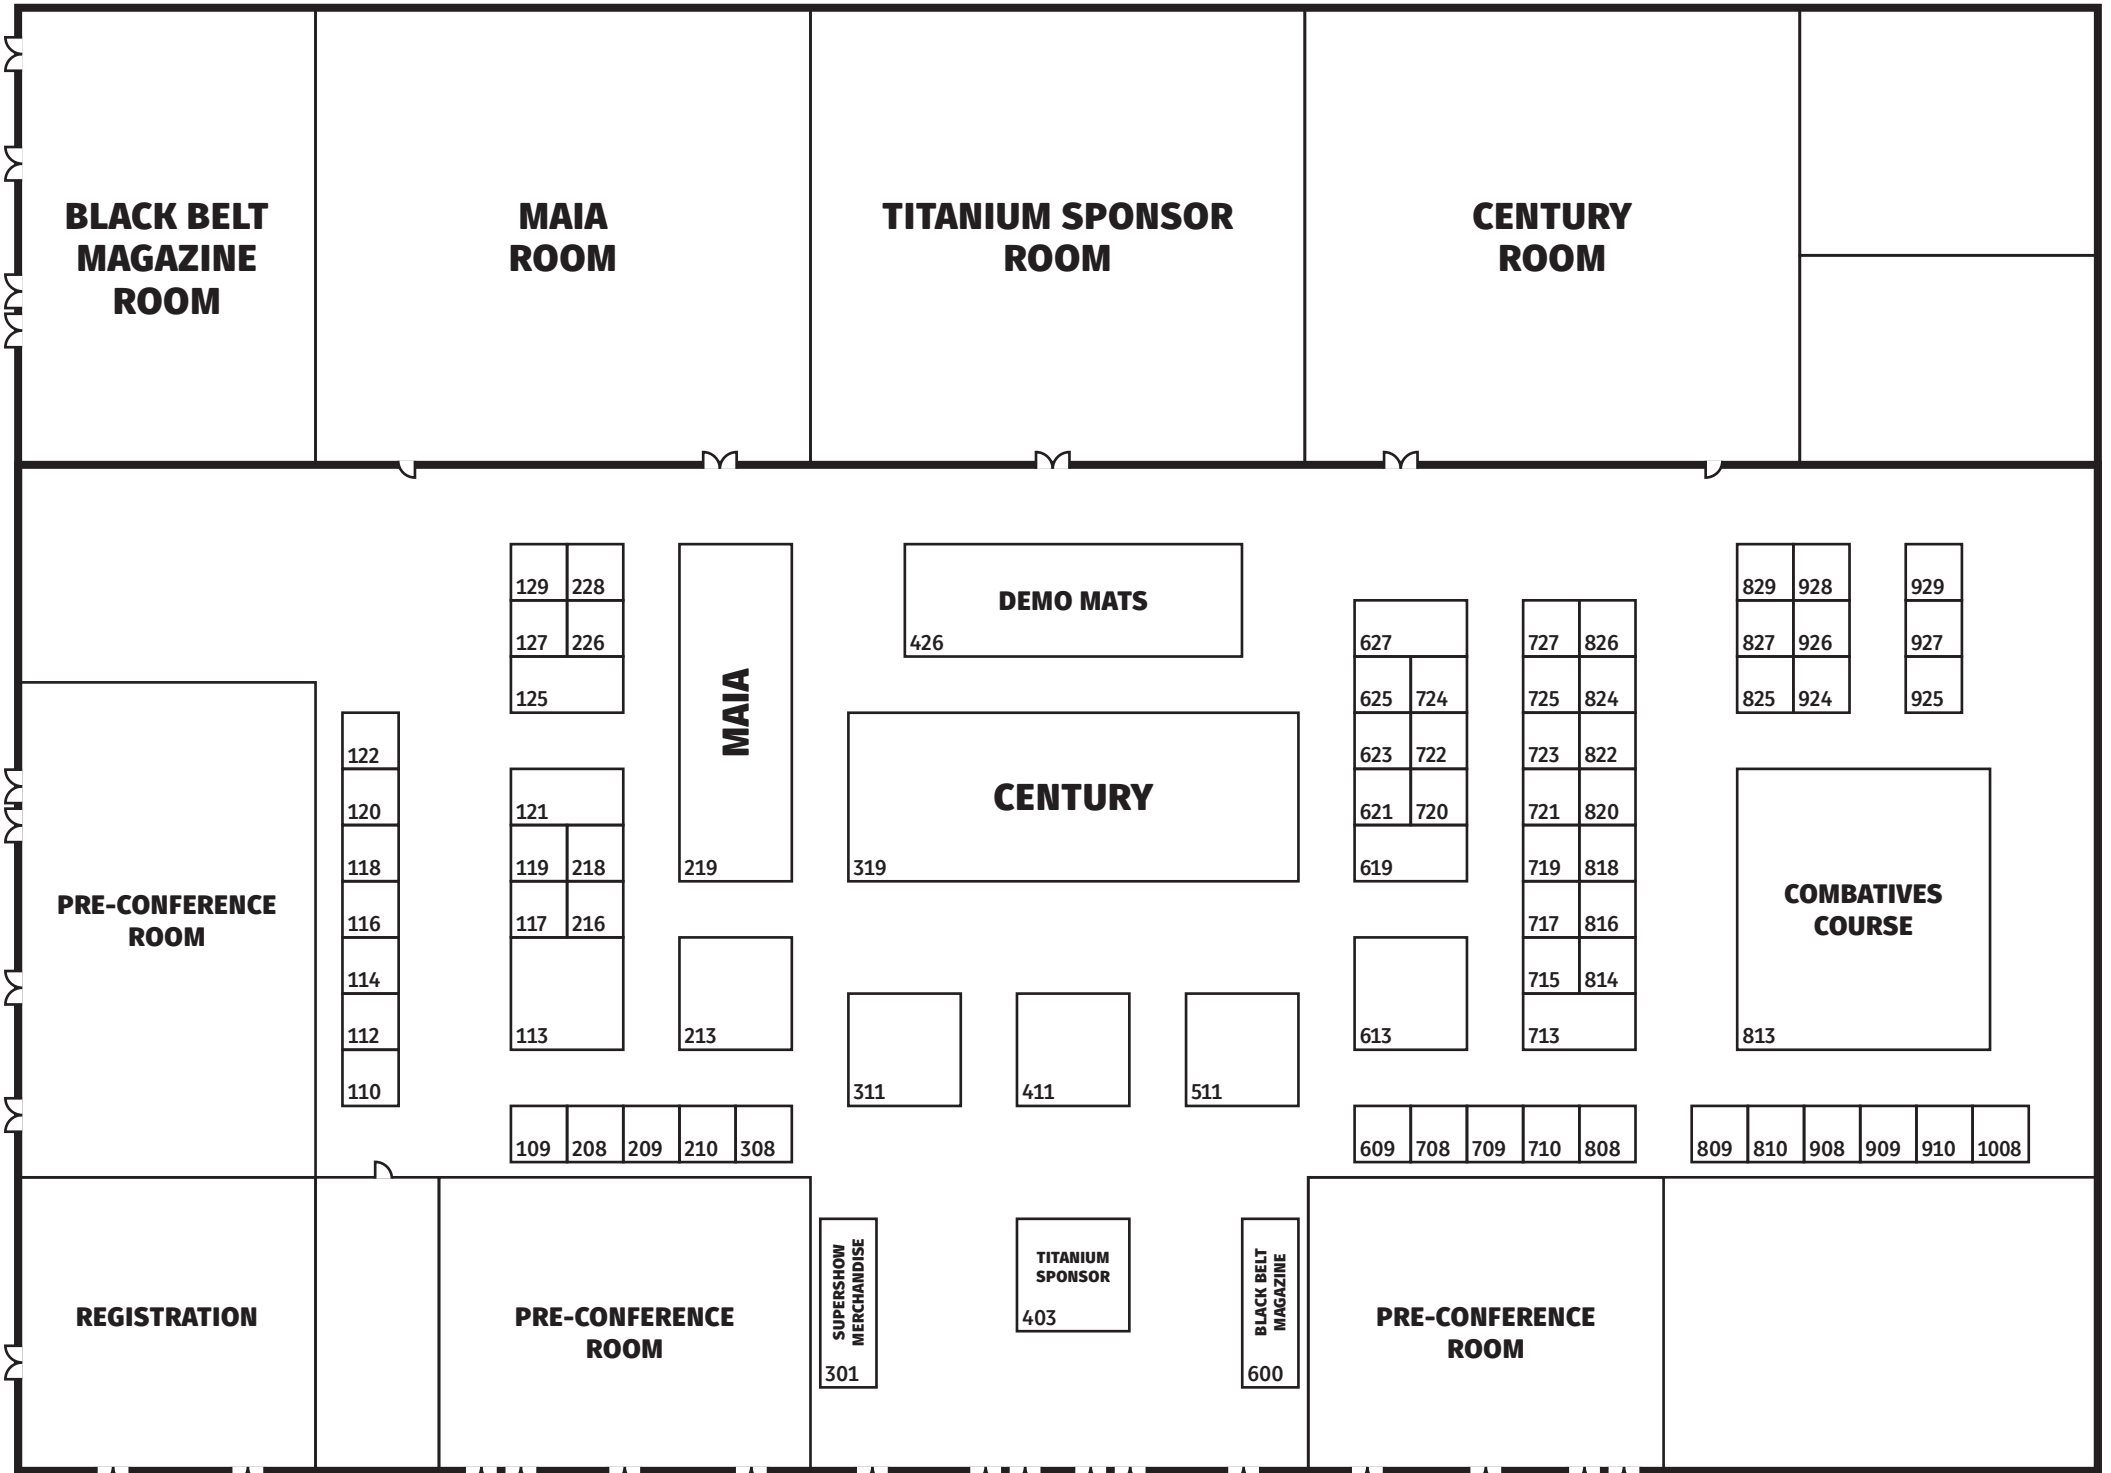 BLACK BELT
MAGAZINE
ROOM
MAIA
ROOM
TITANIUM SPONSOR
ROOM
CENTURY
ROOM
129 228
127 226
125
MAIA
219
DEMO MATS
426
CENTURY
319
627
625 724
623 722
621 720
619
727 826
725 824
723 822
721 820
719 818
717 816
715 814
713
829 928
827 926
825 924
929
927
925
COMBATIVES
COURSE
813
PRE-CONFERENCE
ROOM
122
120
118
116
114
112
110
121
119 218
117 216
113
213
311
411
511
613
109 208 209 210 308
609 708 709 710 808
809 810 908 909 910 1008
REGISTRATION
PRE-CONFERENCE
ROOM
SUPERSHOW
MERCHANDISE
301
TITANIUM
SPONSOR
403
BLACK BELT
MAGAZINE
600
PRE-CONFERENCE
ROOM